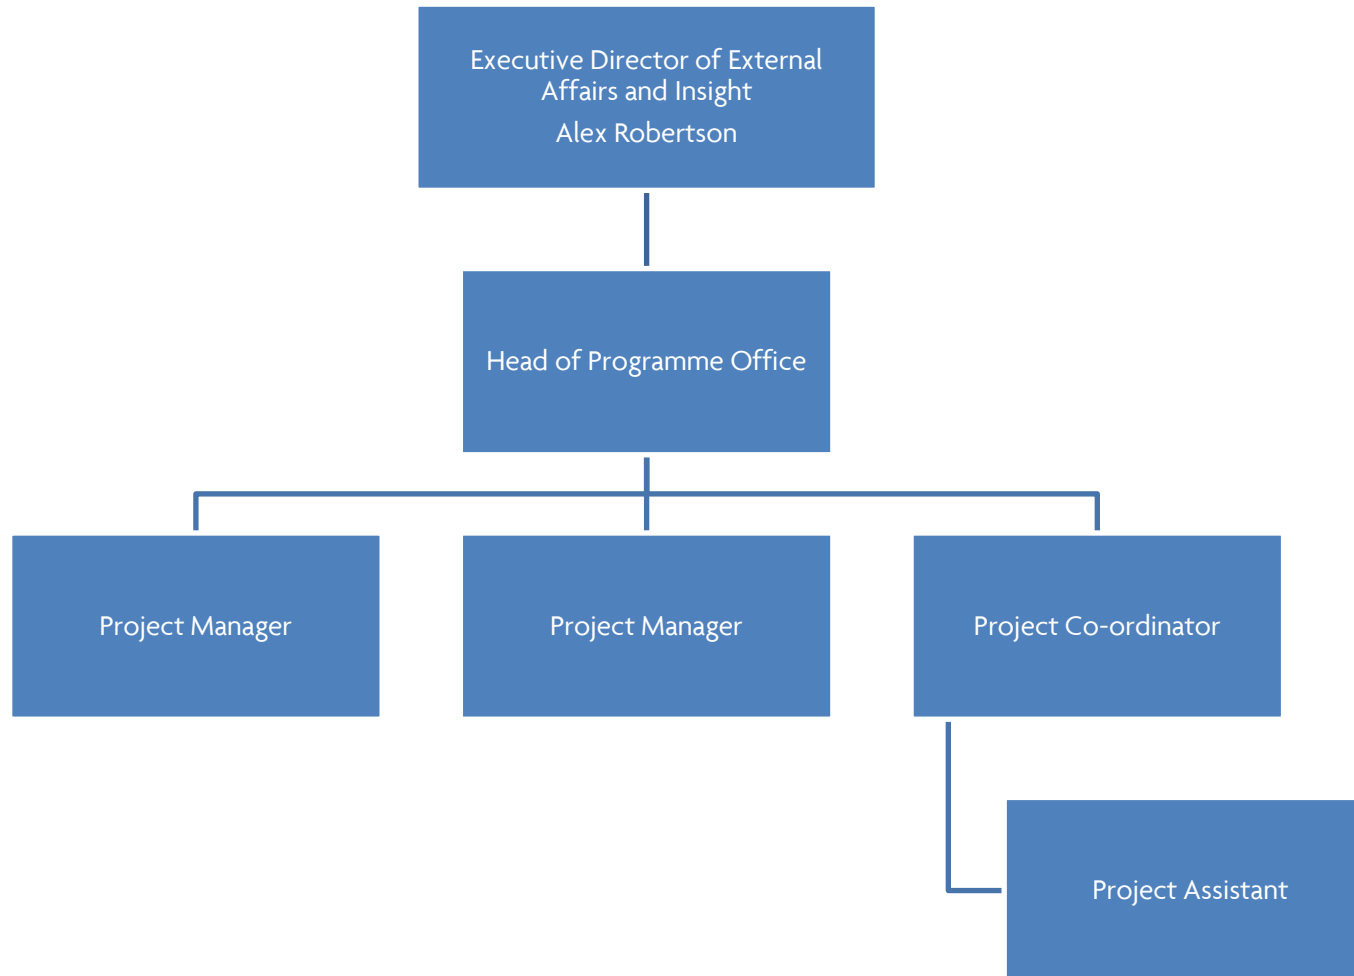 Executive Director of External
Affairs and Insight
Alex Robertson
Head of Programme Office
Project Manager
Project Manager
Project Co-ordinator
Project Assistant